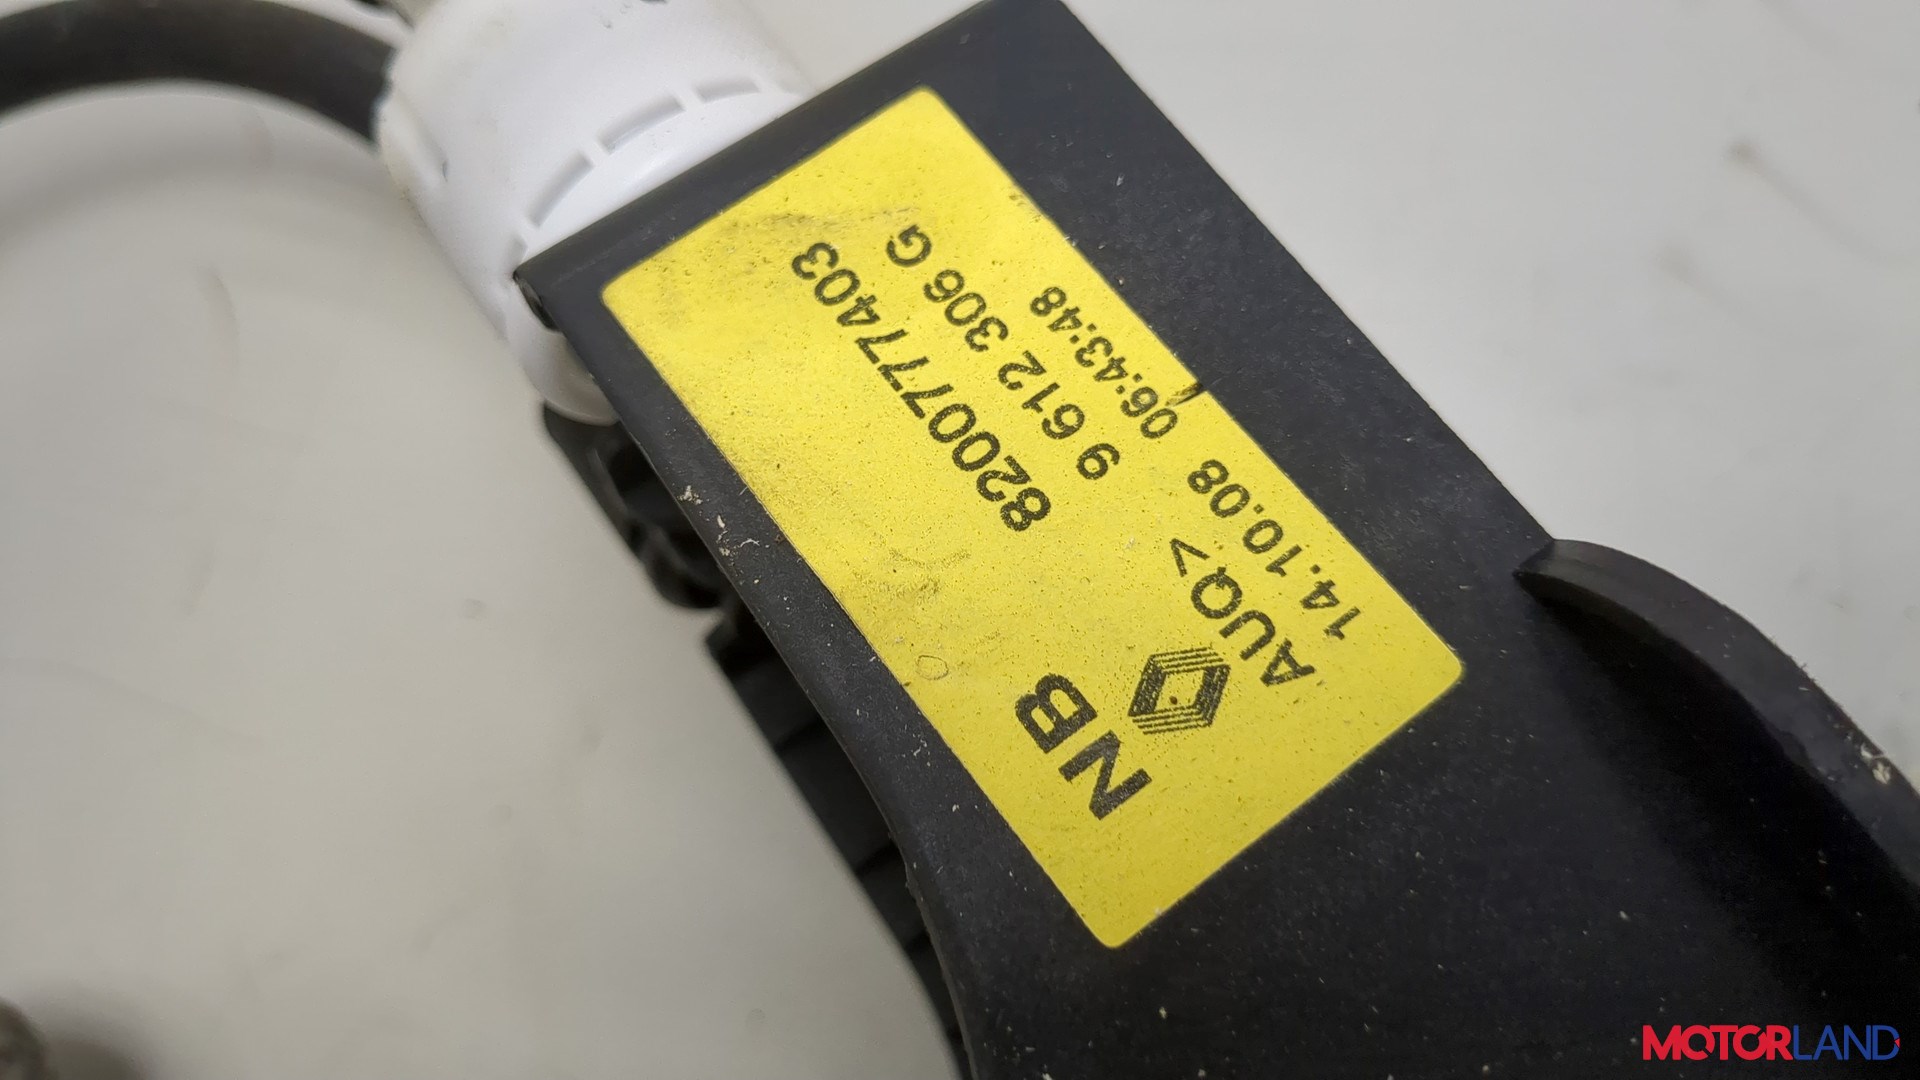 NB 8200777403
9 612 306 G
AUQ> 06:43:48
14.10.08
MOTORLAND